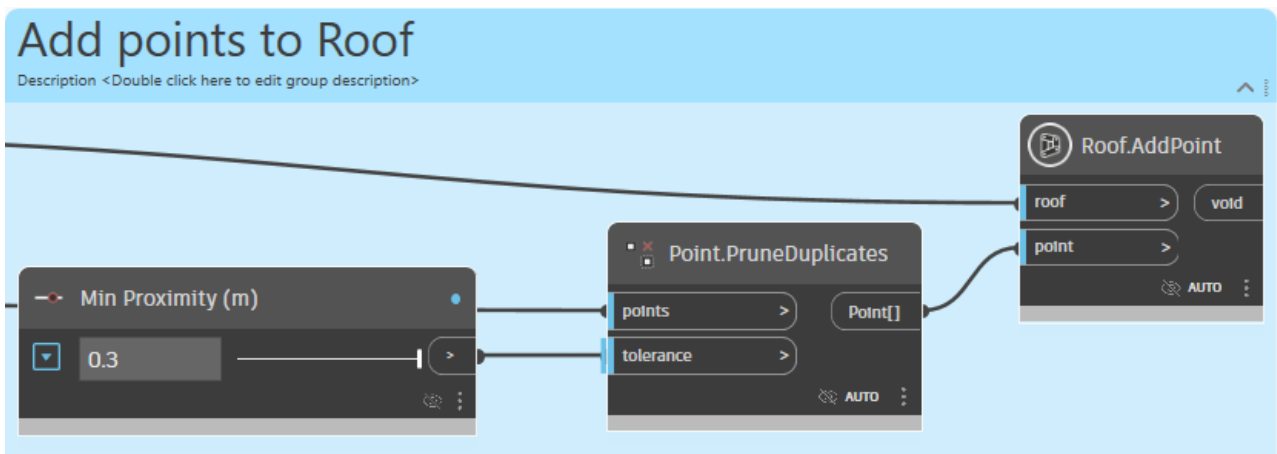 Add points to Roof
Description <Double click here to edit group description>
Roof.AddPoint
roof > void
point >
AUTO
Point.PruneDuplicates
points > Point[]
tolerance >
AUTO
Min Proximity (m)
0.3 >